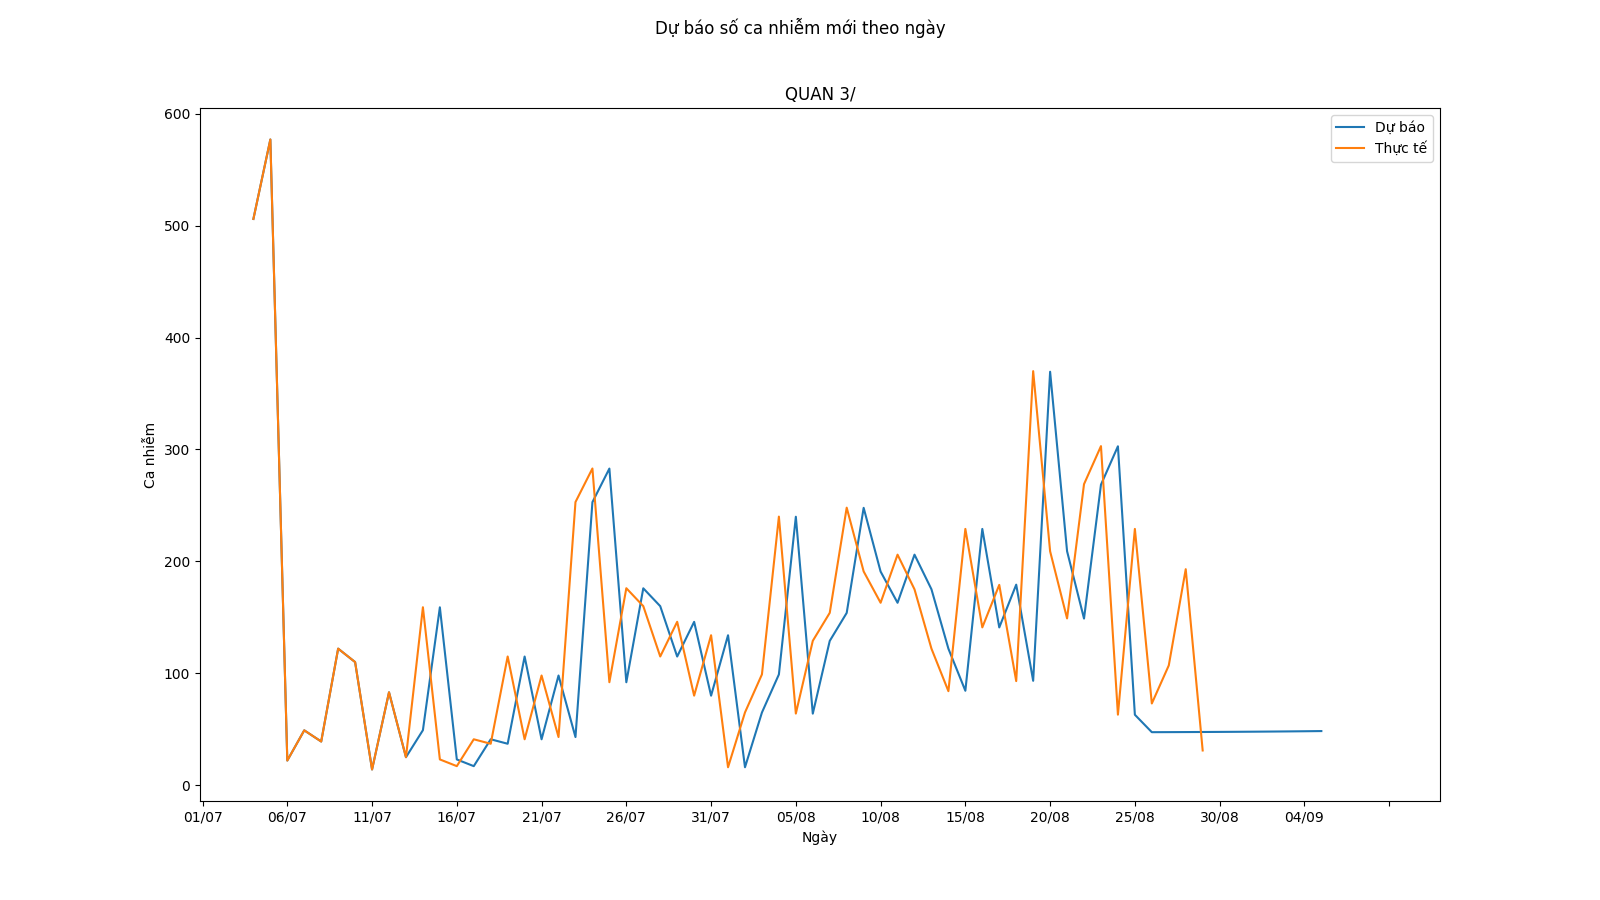 Dự báo số ca nhiễm mới theo ngày
QUAN 3/
Dự báo
Thực tế
600
500
400
300
200
100
0
Ca nhiễm
01/07 06/07 11/07 16/07 21/07 26/07 31/07 05/08 10/08 15/08 20/08 25/08 30/08 04/09
Ngày